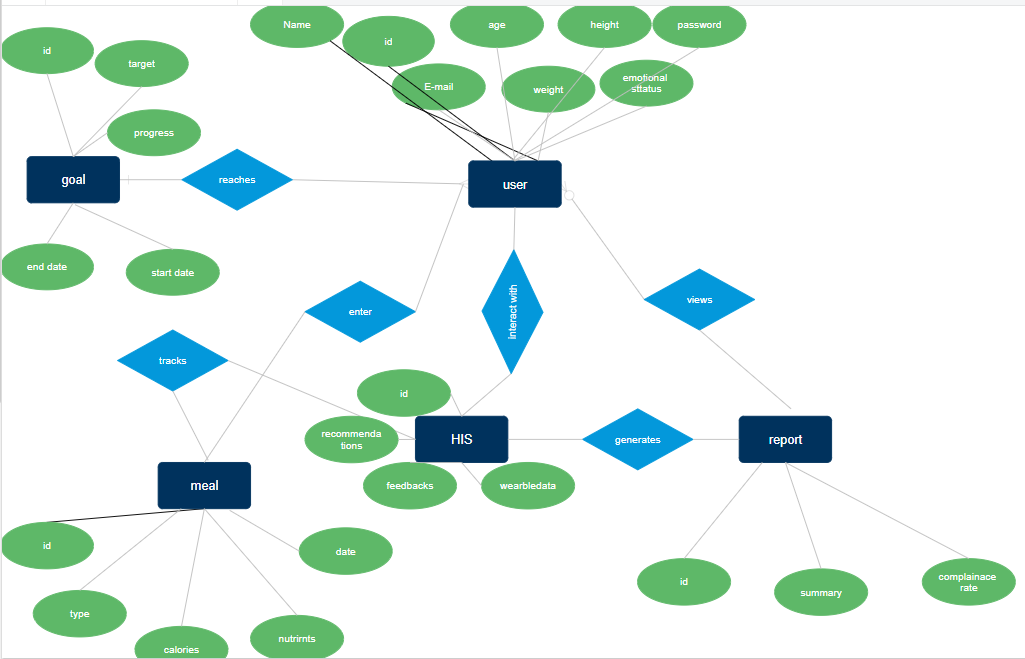 Name
id
age
height
password
id
target
E-mail
weight
emotional
sttatus
progress
goal
reaches
user
end date
start date
enter
interact with
views
tracks
id
recommenda
tions
HIS
generates
report
feedbacks
wearbledata
meal
id
date
type
calories
nutrirnts
id
summary
complainace
rate